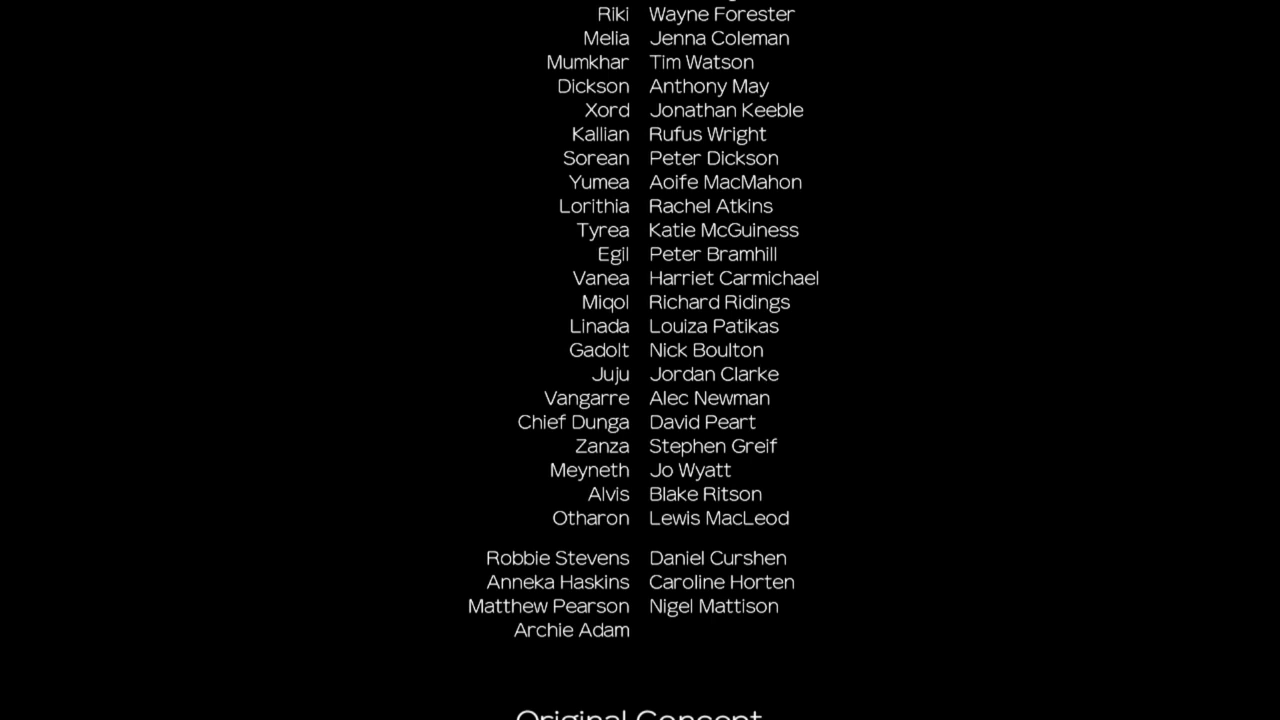 Riki Wayne Forester
Melia Jenna Coleman
Mumkhar Tim Watson
Dickson Anthony May
Xord Jonathan Keeble
Kallian Rufus Wright
Sorean Peter Dickson
Yumea Aoife MacMahon
Lorithia Rachel Atkins
Tyrea Katie McGuiness
Egil Peter Bramhill
Vanea Harriet Carmichael
Miqol Richard Ridings
Linada Louiza Patikas
Gadolt Nick Boulton
Juju Jordan Clarke
Vangarre Alec Newman
Chief Dunga David Peart
Zanza Stephen Greif
Meyneth Jo Wyatt
Alvis Blake Ritson
Otharon Lewis MacLeod
Robbie Stevens Daniel Curshen
Anneka Haskins Caroline Horten
Matthew Pearson Nigel Mattison
Archie Adam
Original Concept